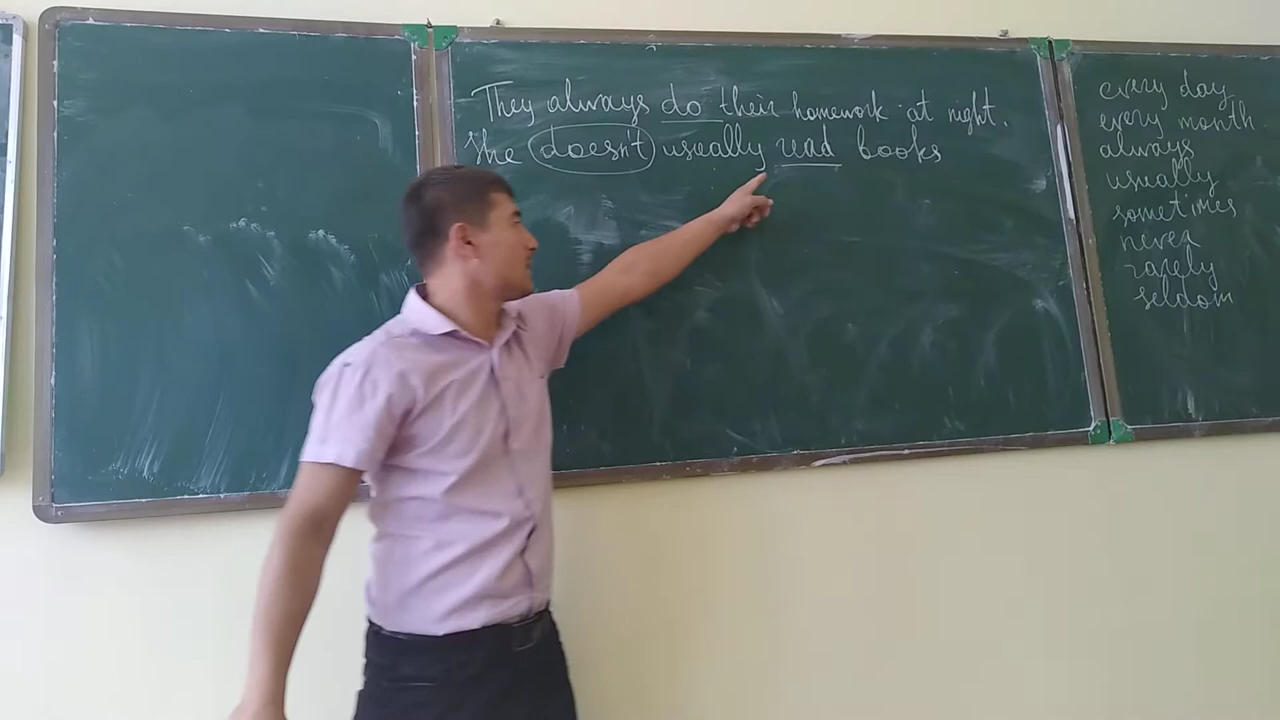 They always do their homework at night.
She doesn't usually read books
every day
every month
always
usually
sometimes
never
rarely
seldom